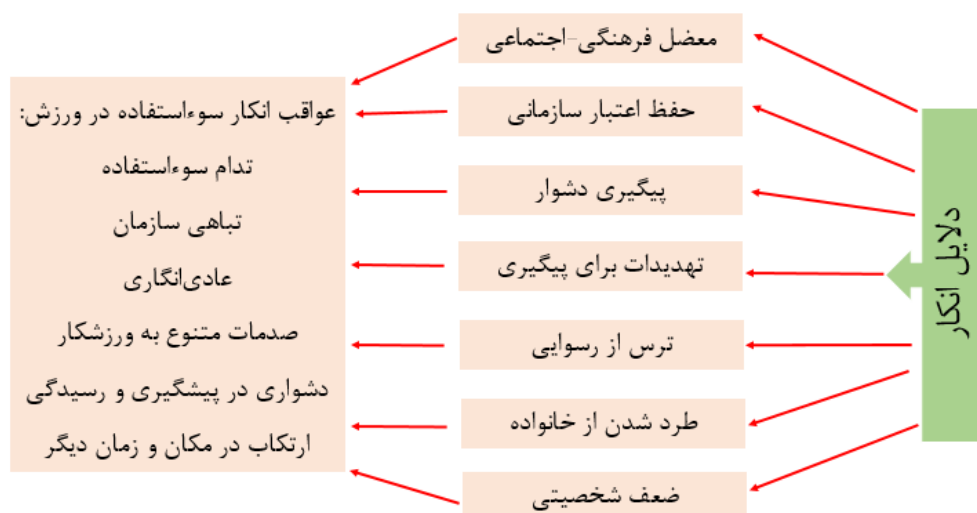 دلایل انکار
معضل فرهنگی-اجتماعی
حفظ اعتبار سازمانی
پیگیری دشوار
تهدیدات برای پیگیری
ترس از رسوایی
طرد شدن از خانواده
ضعف شخصیتی
عواقب انکار سوءاستفاده در ورزش:
تدام سوءاستفاده
تباهی سازمان
عادی‌انگاری
صدمات متنوع به ورزشکار
دشواری در پیشگیری و رسیدگی
ارتکاب در مکان و زمان دیگر